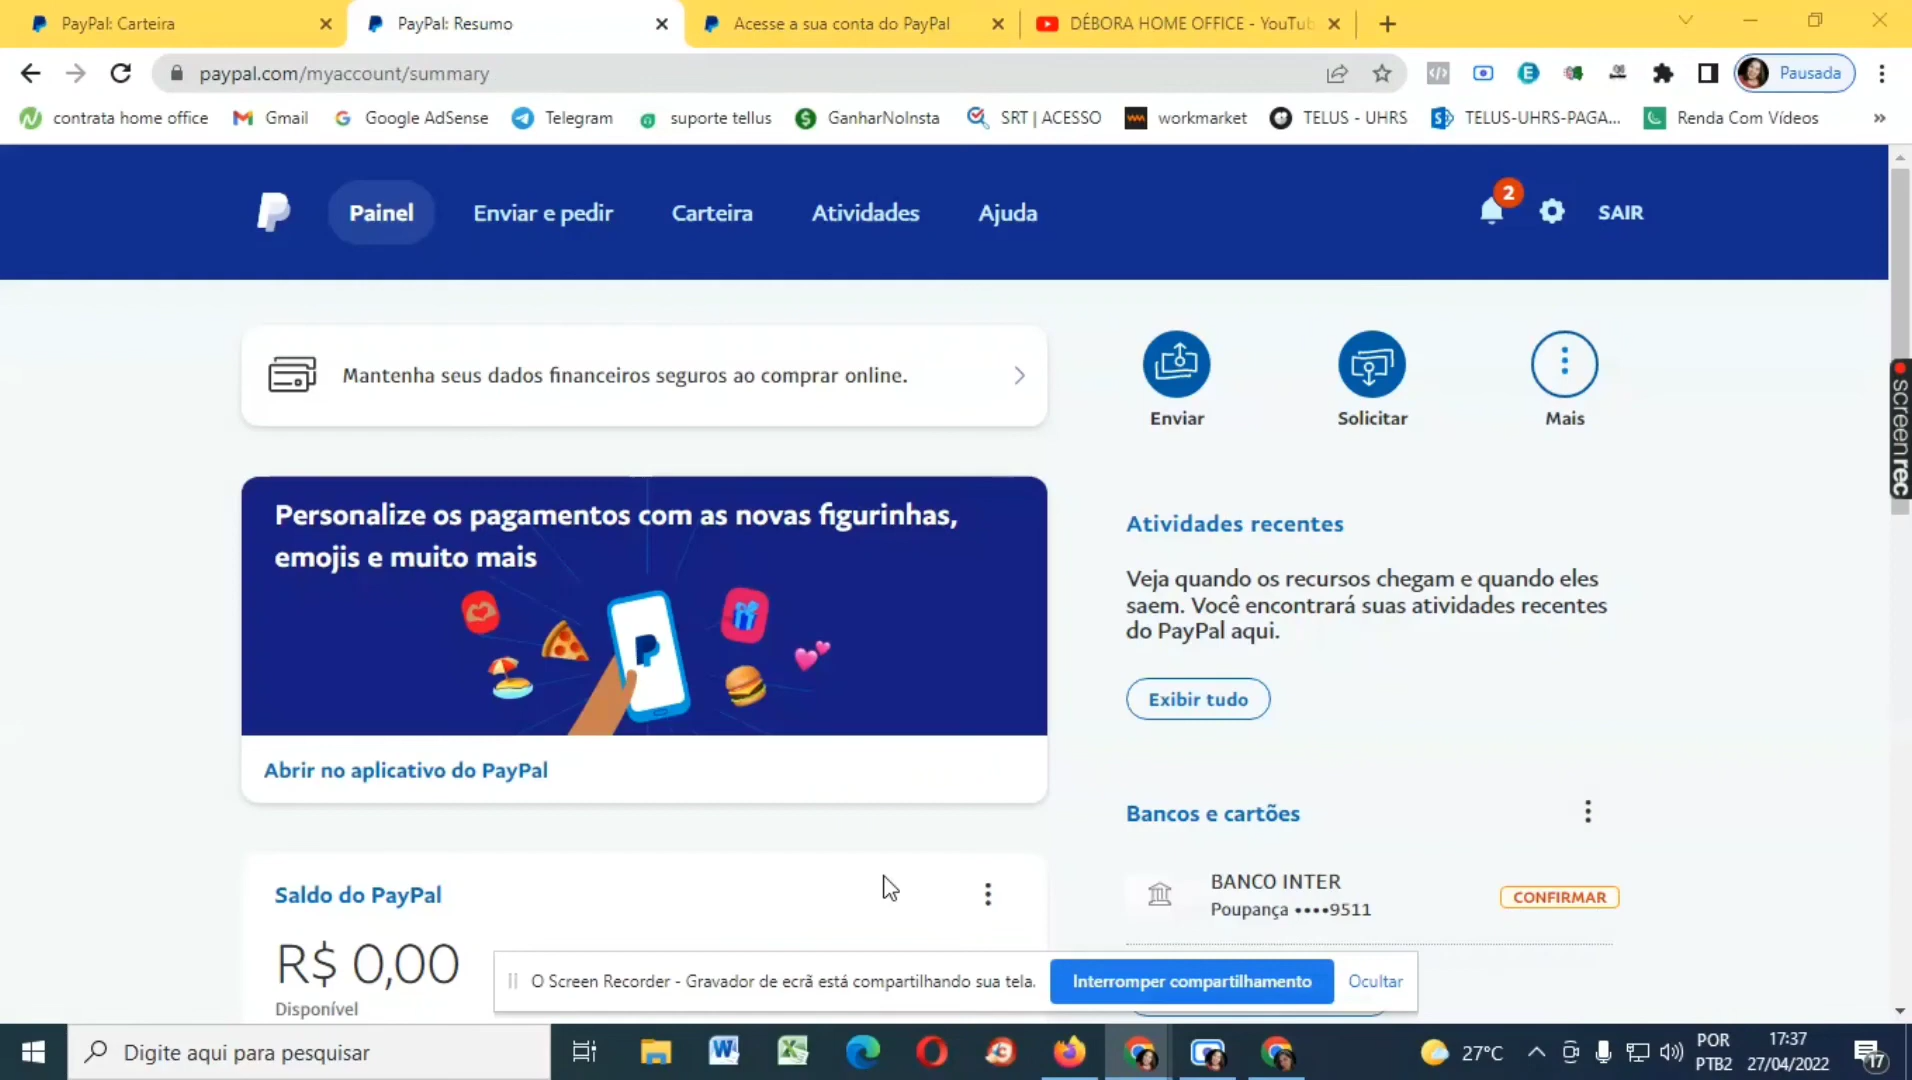 PayPal: Carteira
PayPal: Resumo
Acesse a sua conta do PayPal
DÉBORA HOME OFFICE - YouTub
paypal.com/myaccount/summary
Pausada
contrata home office
Gmail
Google AdSense
Telegram
suporte tellus
GanharNoInsta
SRT | ACESSO
workmarket
TELUS - UHRS
TELUS-UHRS-PAGA...
Renda Com Vídeos
Painel
Enviar e pedir
Carteira
Atividades
Ajuda
2
SAIR
Mantenha seus dados financeiros seguros ao comprar online.
Enviar
Solicitar
Mais
Personalize os pagamentos com as novas figurinhas,
emojis e muito mais
Abrir no aplicativo do PayPal
Atividades recentes
Veja quando os recursos chegam e quando eles
saem. Você encontrará suas atividades recentes
do PayPal aqui.
Exibir tudo
Bancos e cartões
BANCO INTER
Poupança ••••9511
CONFIRMAR
Saldo do PayPal
R$ 0,00
Disponível
O Screen Recorder - Gravador de ecrã está compartilhando sua tela.
Interromper compartilhamento
Ocultar
screenrec
Digite aqui para pesquisar
27°C
POR
PTB2
17:37
27/04/2022
17